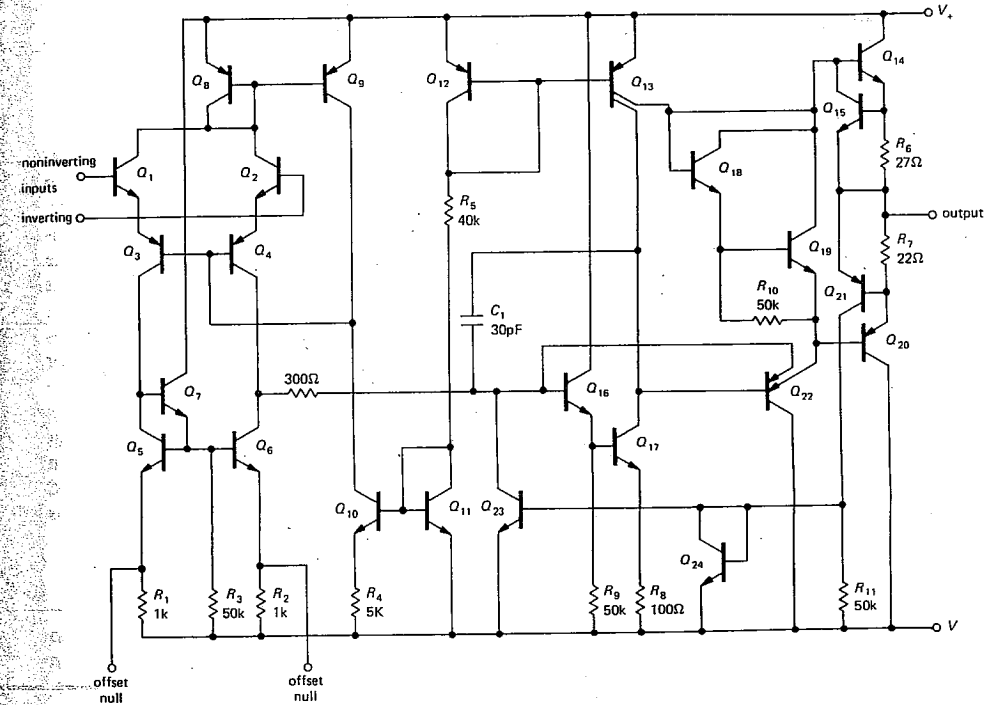 V+
Q8
Q9
Q12
Q13
Q14
Q15
noninverting
inputs
Q1
Q2
Q18
R6
27Ω
inverting
R5
40k
output
Q3
Q4
Q19
R7
22Ω
Q21
R10
50k
C1
30pF
Q20
300Ω
Q7
Q16
Q22
Q5
Q6
Q17
Q10
Q11
Q23
Q24
R1
1k
R3
50k
R2
1k
R4
5K
R9
50k
R8
100Ω
R11
50k
V
offset
null
offset
null